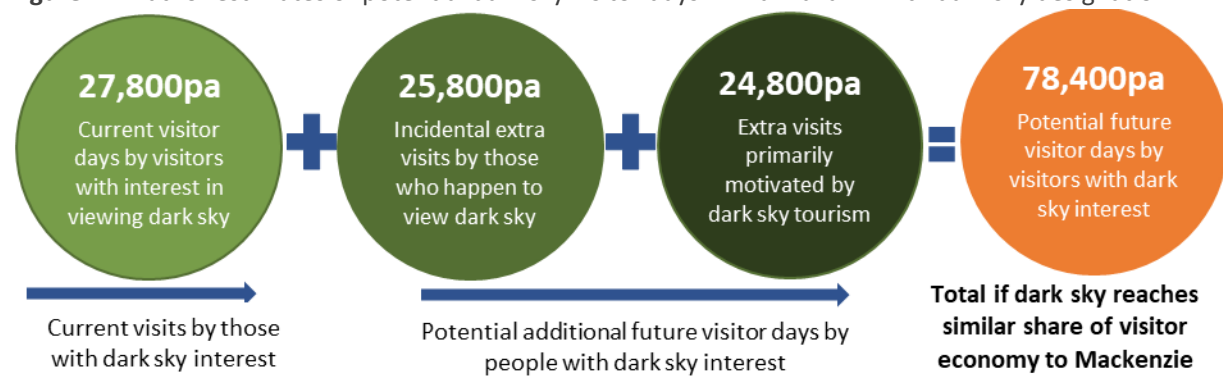 27,800pa
Current visitor
days by visitors
with interest in
viewing dark sky
25,800pa
Incidental extra
visits by those
who happen to
view dark sky
24,800pa
Extra visits
primarily
motivated by
dark sky tourism
78,400pa
Potential future
visitor days by
visitors with dark
sky interest
Current visits by those
with dark sky interest
Potential additional future visitor days by
people with dark sky interest
Total if dark sky reaches
similar share of visitor
economy to Mackenzie